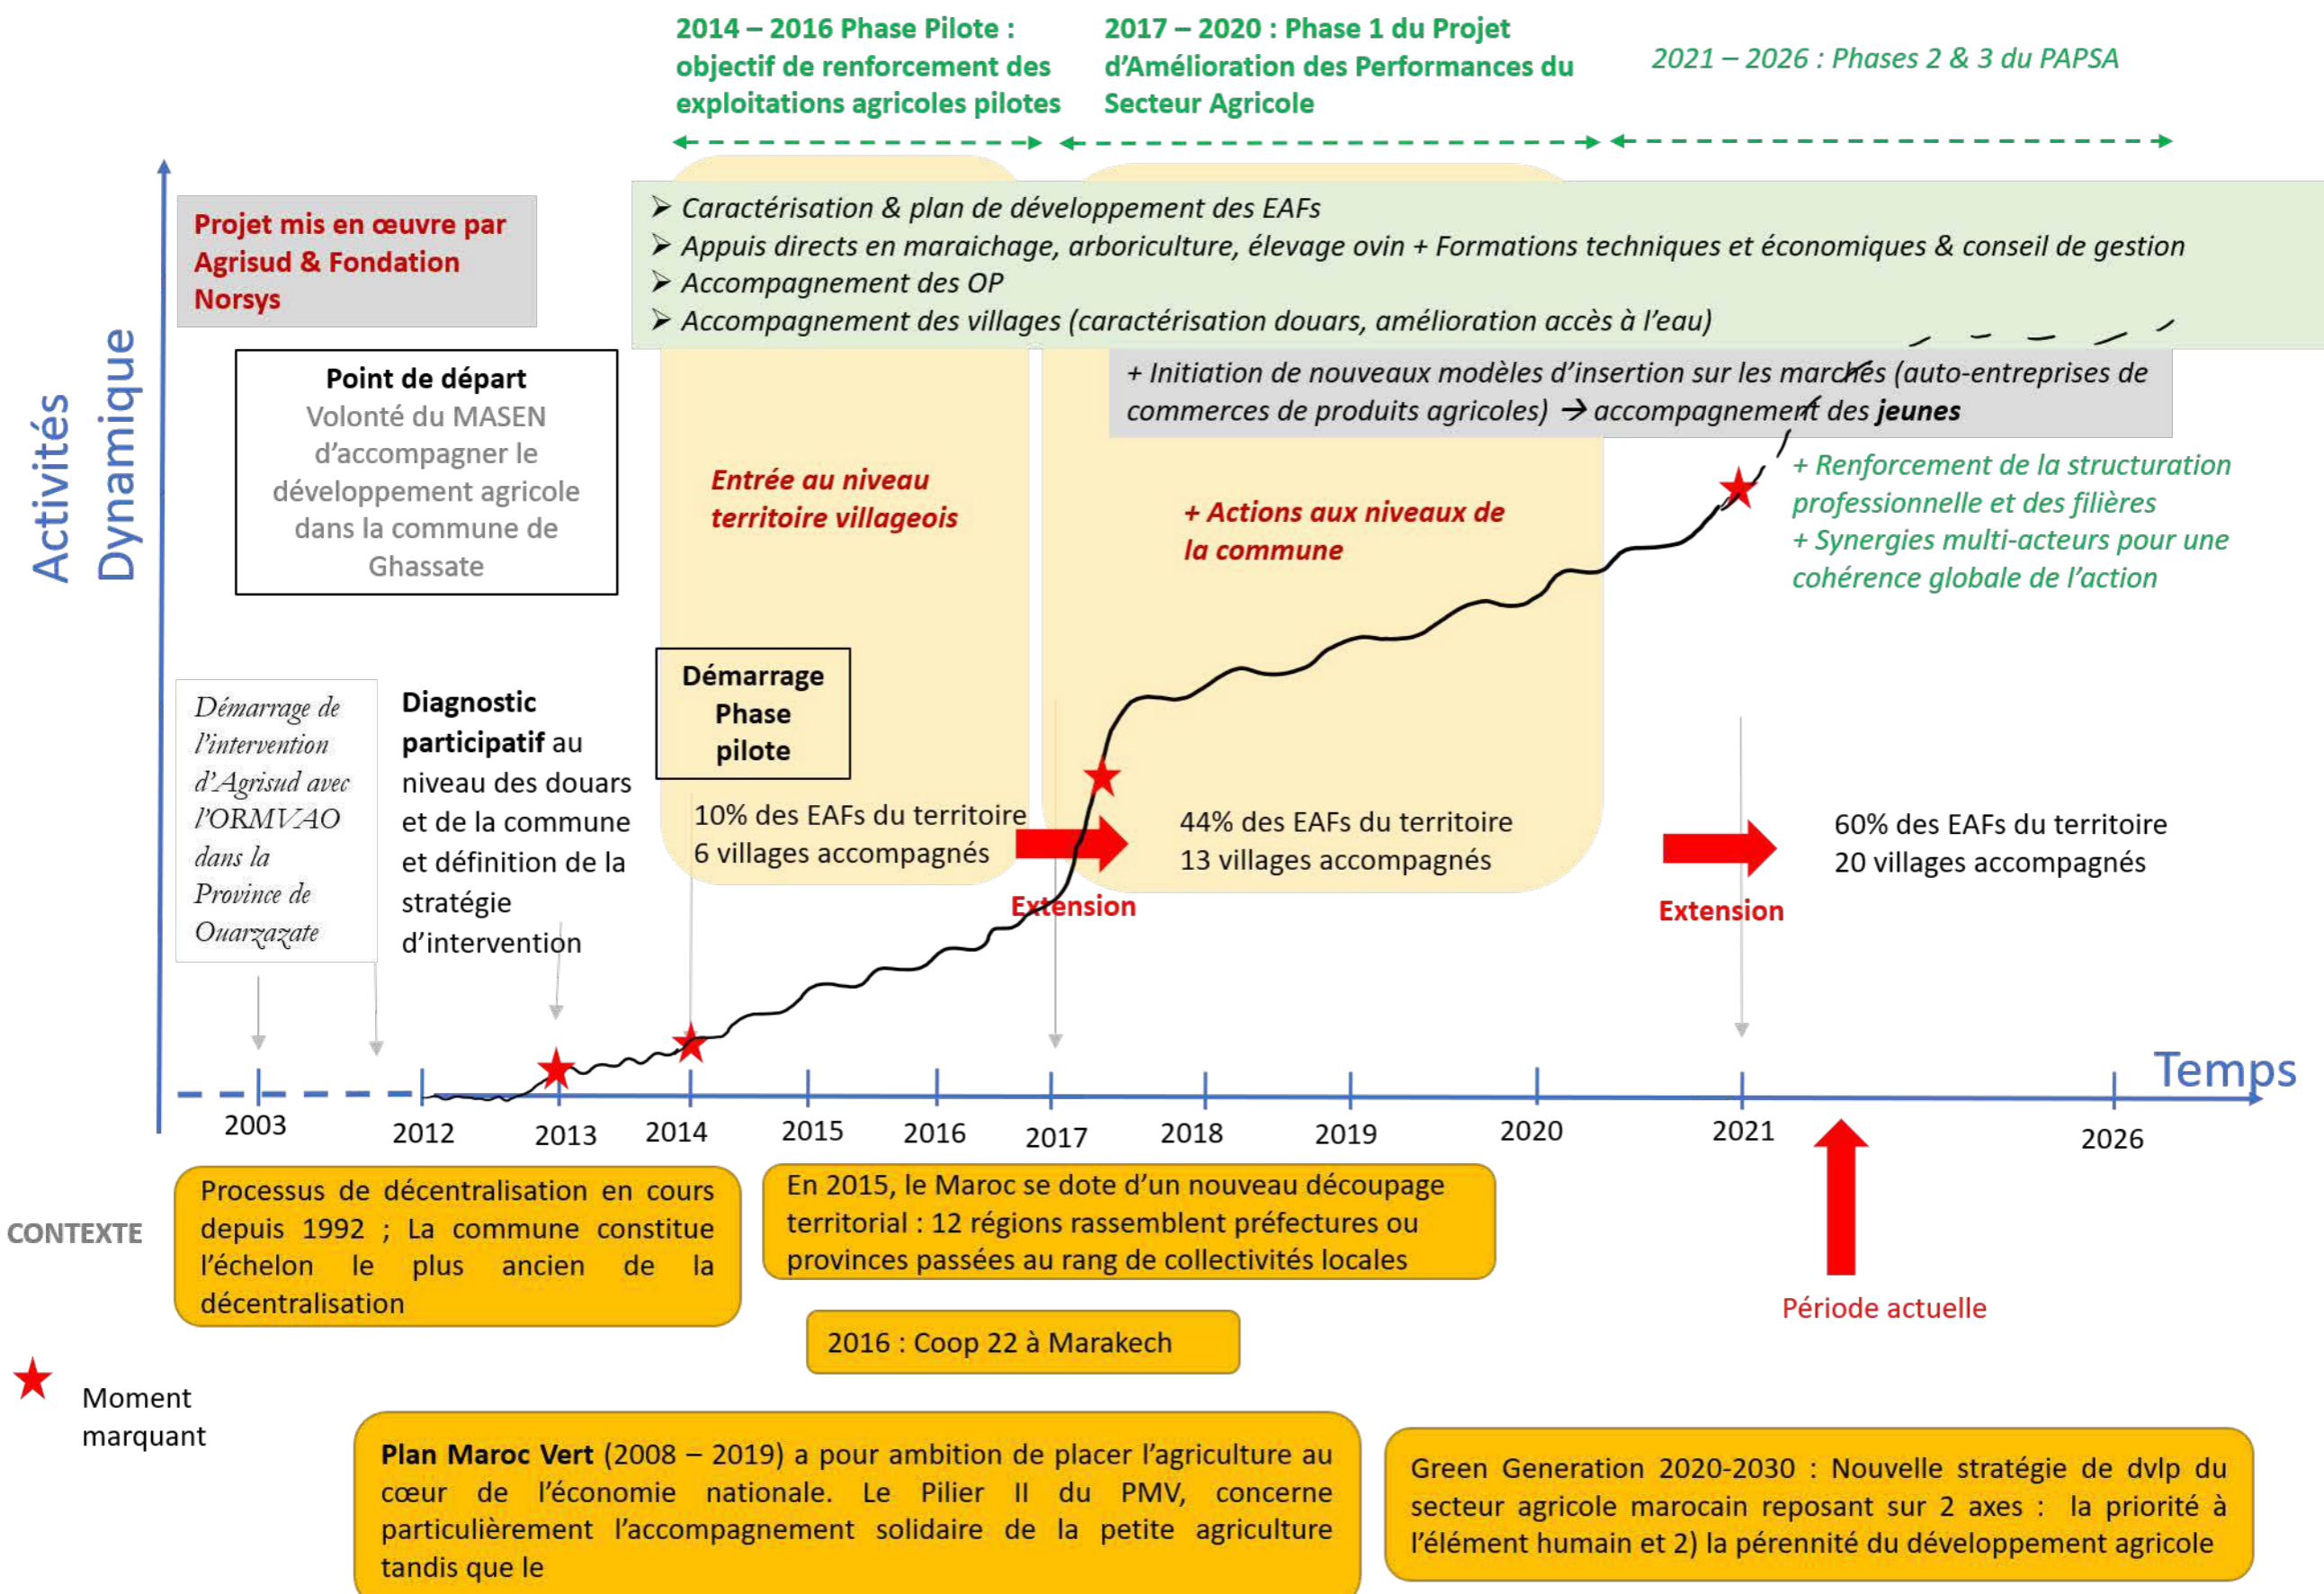 2014 – 2016 Phase Pilote :
objectif de renforcement des
exploitations agricoles pilotes
2017 – 2020 : Phase 1 du Projet
d’Amélioration des Performances du
Secteur Agricole
2021 – 2026 : Phases 2 & 3 du PAPSA
Activités
Dynamique
Projet mis en œuvre par
Agrisud & Fondation
Norsys
➢ Caractérisation & plan de développement des EAFs
➢ Appuis directs en maraichage, arboriculture, élevage ovin + Formations techniques et économiques & conseil de gestion
➢ Accompagnement des OP
➢ Accompagnement des villages (caractérisation douars, amélioration accès à l’eau)
+ Initiation de nouveaux modèles d’insertion sur les marchés (auto-entreprises de
commerces de produits agricoles) → accompagnement des jeunes
Point de départ
Volonté du MASEN
d’accompagner le
développement agricole
dans la commune de
Ghassate
Entrée au niveau
territoire villageois
+ Actions aux niveaux de
la commune
+ Renforcement de la structuration
professionnelle et des filières
+ Synergies multi-acteurs pour une
cohérence globale de l’action
Démarrage de
l’intervention
d’Agrisud avec
l’ORMVAO
dans la
Province de
Ouarzazate
Diagnostic
participatif au
niveau des douars
et de la commune
et définition de la
stratégie
d’intervention
Démarrage
Phase
pilote
10% des EAFs du territoire
6 villages accompagnés
Extension
44% des EAFs du territoire
13 villages accompagnés
Extension
60% des EAFs du territoire
20 villages accompagnés
Temps
2003
2012
2013
2014
2015
2016
2017
2018
2019
2020
2021
2026
CONTEXTE
Processus de décentralisation en cours
depuis 1992 ; La commune constitue
l’échelon le plus ancien de la
décentralisation
En 2015, le Maroc se dote d’un nouveau découpage
territorial : 12 régions rassemblent préfectures ou
provinces passées au rang de collectivités locales
2016 : Coop 22 à Marakech
Période actuelle
Moment
marquant
Plan Maroc Vert (2008 – 2019) a pour ambition de placer l’agriculture au
cœur de l’économie nationale. Le Pilier II du PMV, concerne
particulièrement l’accompagnement solidaire de la petite agriculture
tandis que le
Green Generation 2020-2030 : Nouvelle stratégie de dvlp du
secteur agricole marocain reposant sur 2 axes : la priorité à
l’élément humain et 2) la pérennité du développement agricole